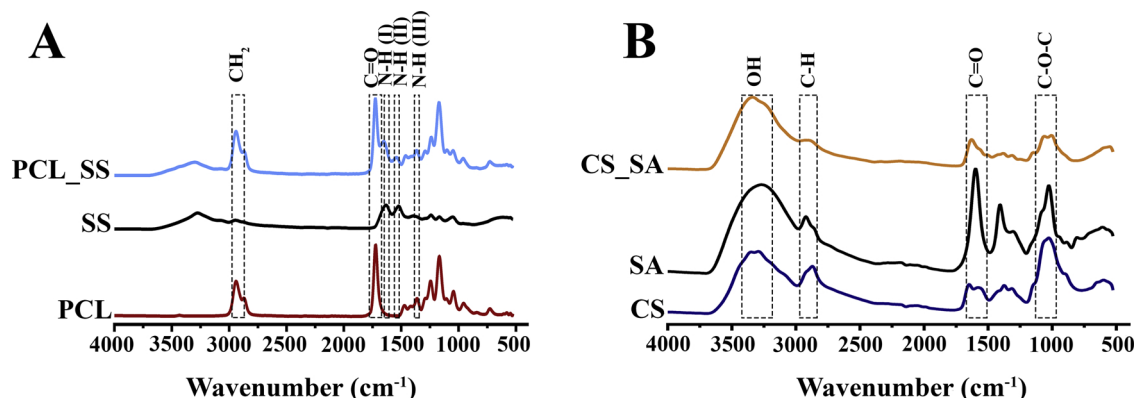 A
CH2
C=O
N-H (I)
N-H (II)
N-H (III)
PCL_SS
SS
PCL
4000 3500 3000 2500 2000 1500 1000 500
Wavenumber (cm-1)
B
OH
C-H
C=O
C-O-C
CS_SA
SA
CS
4000 3500 3000 2500 2000 1500 1000 500
Wavenumber (cm-1)